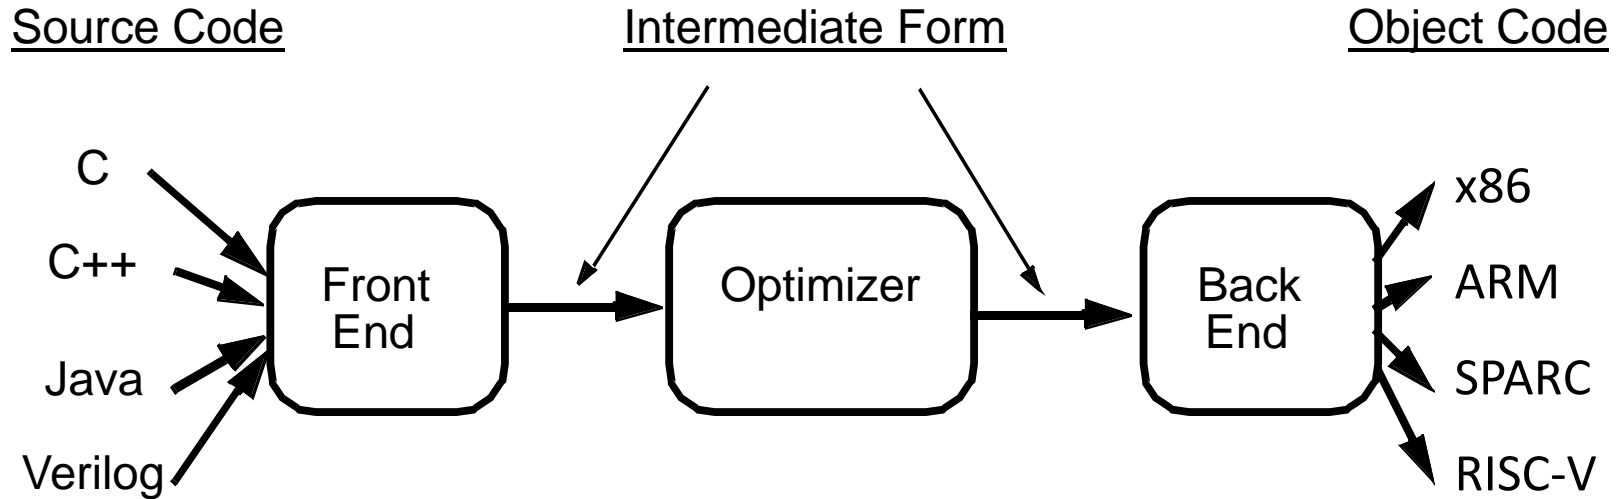 Source Code
Intermediate Form
Object Code
C
C++
Java
Verilog
Front
End
Optimizer
Back
End
x86
ARM
SPARC
RISC-V